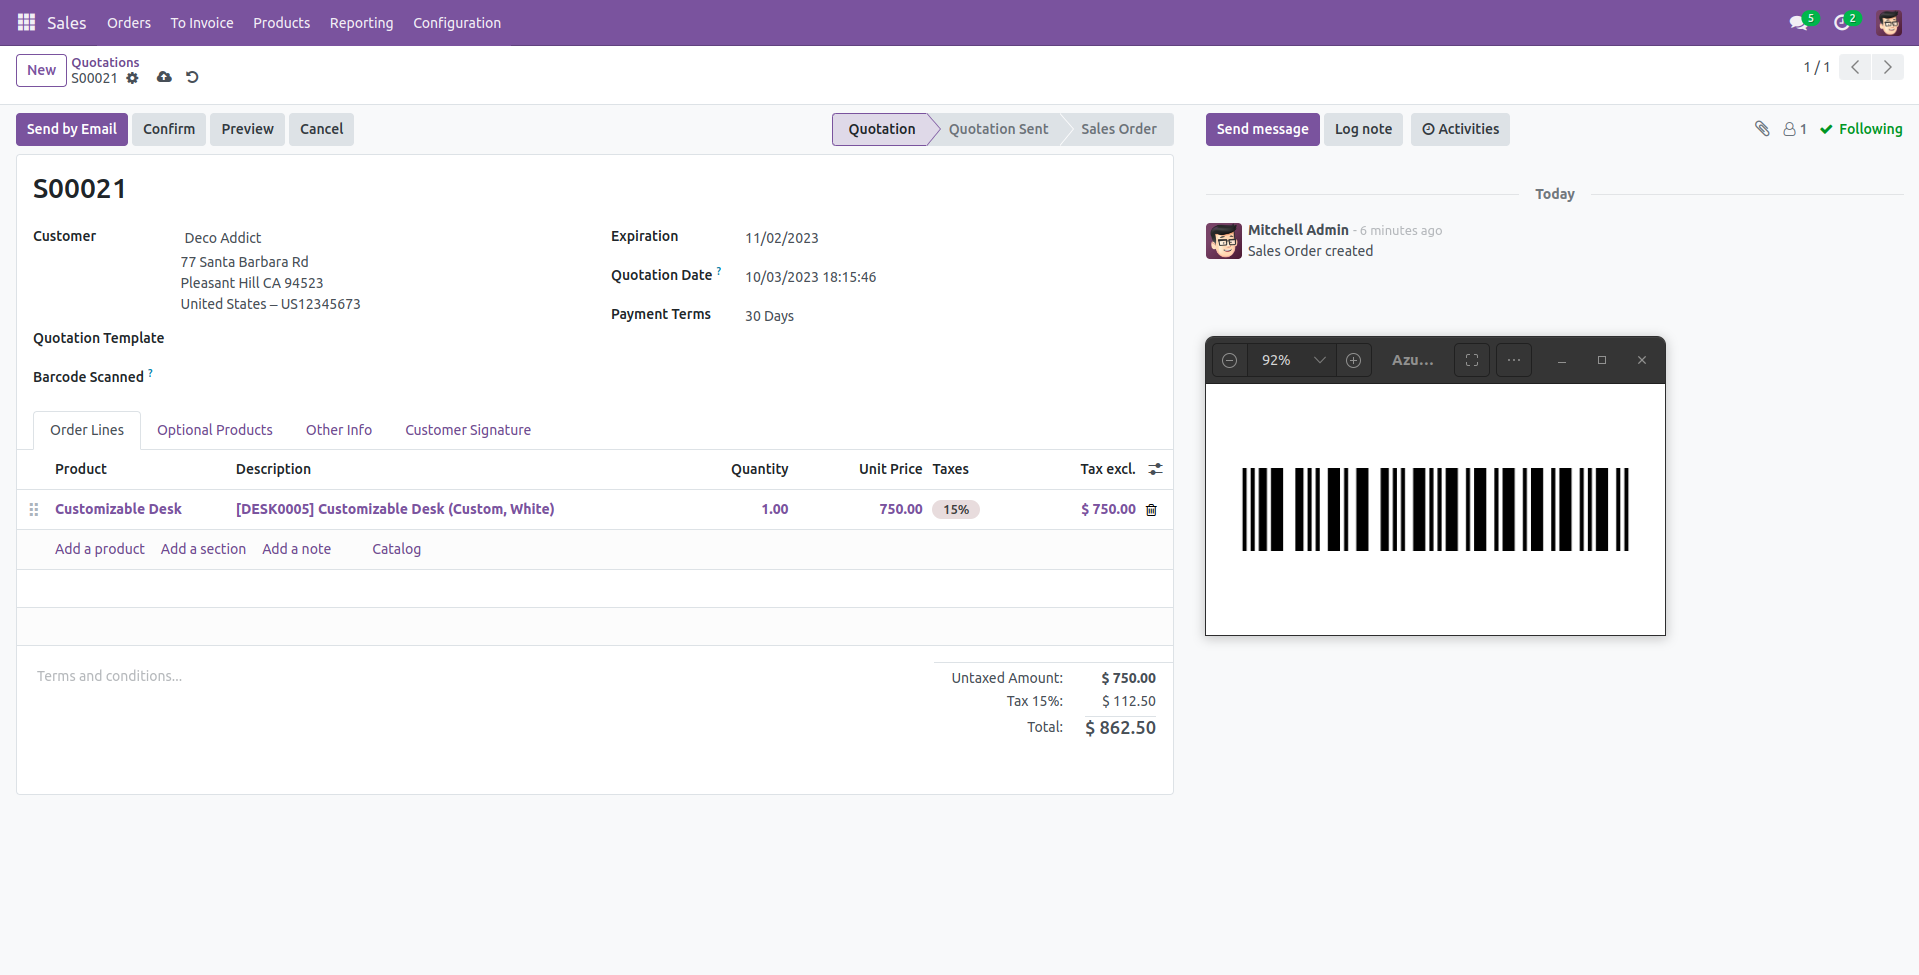 Sales Orders To Invoice Products Reporting Configuration 5 2
New Quotations
S00021
1 / 1
Send by Email Confirm Preview Cancel Quotation Quotation Sent Sales Order
Send message Log note Activities 1 Following
S00021
Customer Deco Addict
77 Santa Barbara Rd
Pleasant Hill CA 94523
United States – US12345673
Quotation Template
Barcode Scanned ?
Expiration 11/02/2023
Quotation Date ? 10/03/2023 18:15:46
Payment Terms 30 Days
Order Lines Optional Products Other Info Customer Signature
Product Description Quantity Unit Price Taxes Tax excl.
Customizable Desk [DESK0005] Customizable Desk (Custom, White) 1.00 750.00 15% $ 750.00
Add a product Add a section Add a note Catalog
Terms and conditions...
Untaxed Amount: $ 750.00
Tax 15%: $ 112.50
Total: $ 862.50
Today
Mitchell Admin - 6 minutes ago
Sales Order created
92% Azu...